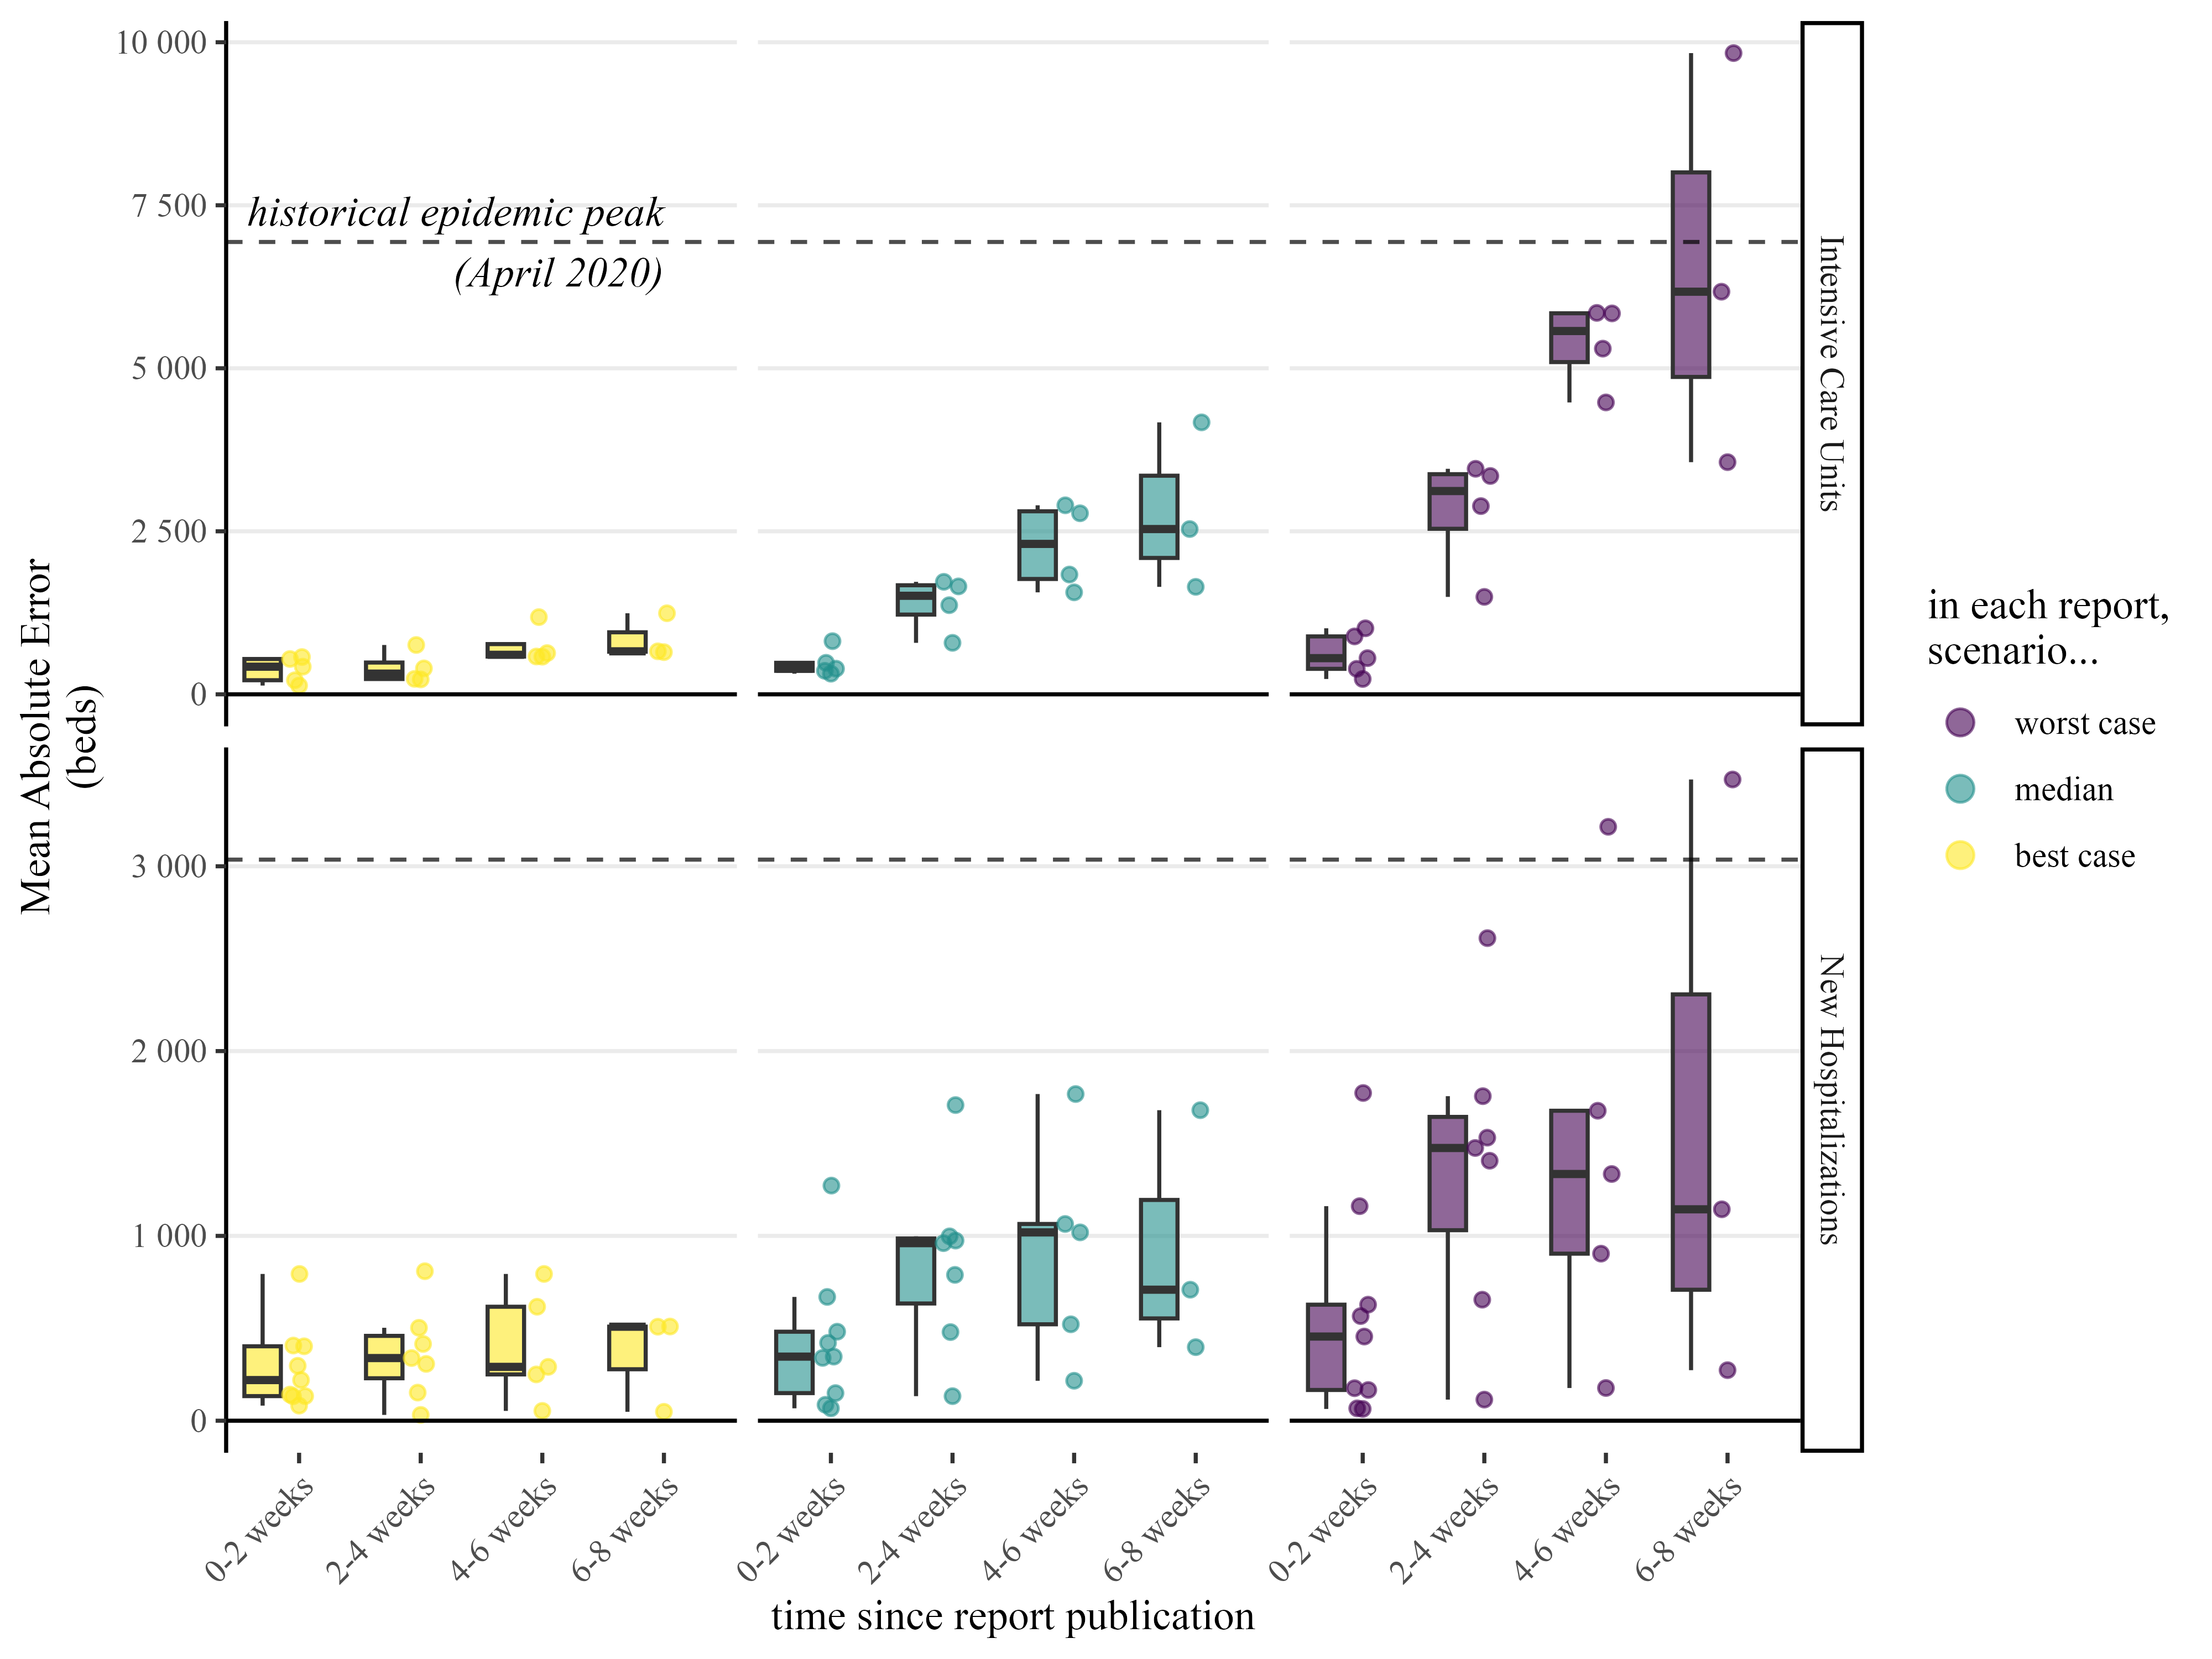 Mean Absolute Error
(beds)
10 000
7 500
5 000
2 500
0
historical epidemic peak
(April 2020)
Intensive Care Units
3 000
2 000
1 000
0
New Hospitalizations
0-2 weeks
2-4 weeks
4-6 weeks
6-8 weeks
0-2 weeks
2-4 weeks
4-6 weeks
6-8 weeks
0-2 weeks
2-4 weeks
4-6 weeks
6-8 weeks
time since report publication
in each report,
scenario...
worst case
median
best case